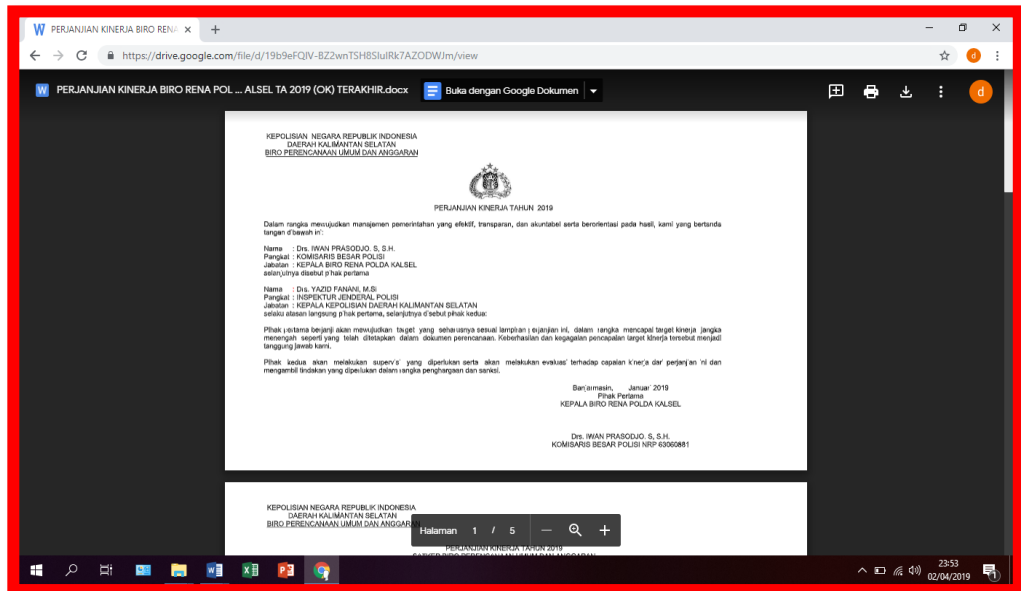 PERJANJIAN KINERJA BIRO RENA
https://drive.google.com/file/d/19b9eFQIV-BZ2wnTSH8SIulRk7AZODWJm/view
d
W PERJANJIAN KINERJA BIRO RENA POL ... ALSEL TA 2019 (OK) TERAKHIR.docx
Buka dengan Google Dokumen
d
KEPOLISIAN NEGARA REPUBLIK INDONESIA
DAERAH KALIMANTAN SELATAN
BIRO PERENCANAAN UMUM DAN ANGGARAN
PERJANJIAN KINERJA TAHUN 2019
Dalam rangka mewujudkan manajemen pemerintahan yang efektif, transparan, dan akuntabel serta berorientasi pada hasil, kami yang bertanda
tangan dibawah ini:
Nama : Drs. IWAN PRASODJO. S, S.H.
Pangkat : KOMISARIS BESAR POLISI
Jabatan : KEPALA BIRO RENA POLDA KALSEL
selanjutnya disebut pihak pertama
Nama : Drs. YAZID FANANI, M.Si
Pangkat : INSPEKTUR JENDERAL POLISI
Jabatan : KEPALA KEPOLISIAN DAERAH KALIMANTAN SELATAN
selaku atasan langsung pihak pertama, selanjutnya disebut pihak kedua:
Pihak pertama berjanji akan mewujudkan target yang seharusnya sesuai lampiran perjanjian ini, dalam rangka mencapai target kinerja jangka
menengah seperti yang telah ditetapkan dalam dokumen perencanaan. Keberhasilan dan kegagalan pencapaian target kinerja tersebut menjadi
tanggung jawab kami.
Pihak kedua akan melakukan supervisi yang diperlukan serta akan melakukan evaluasi terhadap capaian kinerja dari perjanjian ini dan
mengambil tindakan yang diperlukan dalam rangka penghargaan dan sanksi.
Banjarmasin, Januari 2019
Pihak Pertama
KEPALA BIRO RENA POLDA KALSEL
Drs. IWAN PRASODJO. S, S.H.
KOMISARIS BESAR POLISI NRP 63060881
KEPOLISIAN NEGARA REPUBLIK INDONESIA
DAERAH KALIMANTAN SELATAN
BIRO PERENCANAAN UMUM DAN ANGGARAN
Halaman 1 / 5
PERJANJIAN KINERJA TAHUN 2019
SATKER BIRO PERENCANAAN UMUM DAN ANGGARAN
23:53
02/04/2019
1